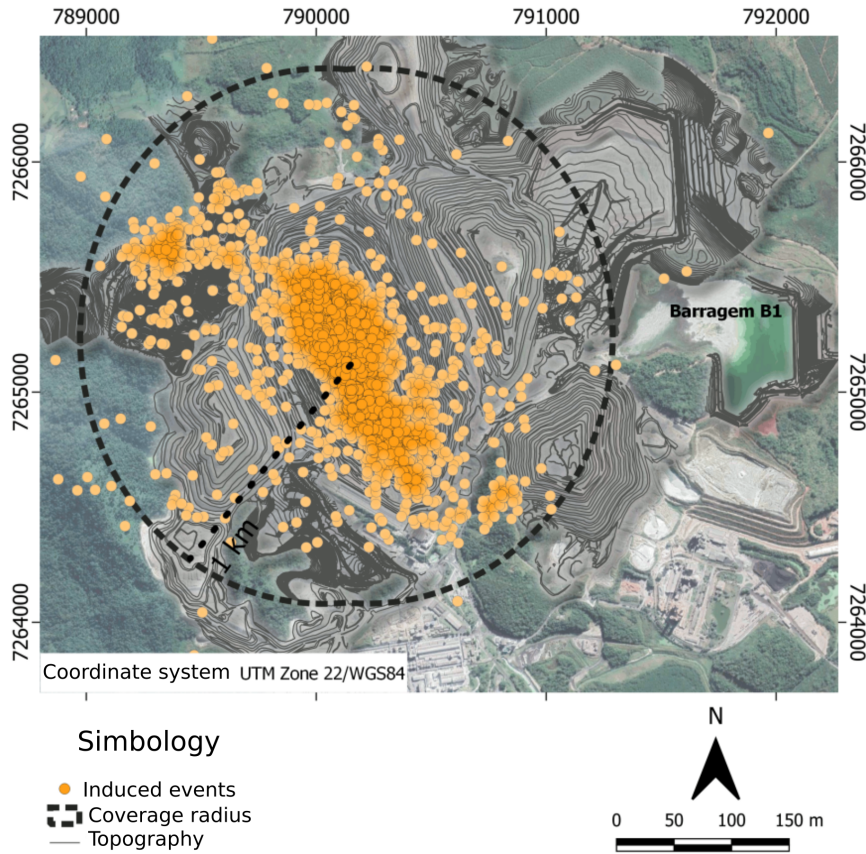 789000 790000 791000 792000
7266000 7266000
Barragem B1
7265000 7265000
1 km
7264000 7264000
Coordinate system UTM Zone 22/WGS84
N
Simbology
Induced events
Coverage radius
Topography
0 50 100 150 m